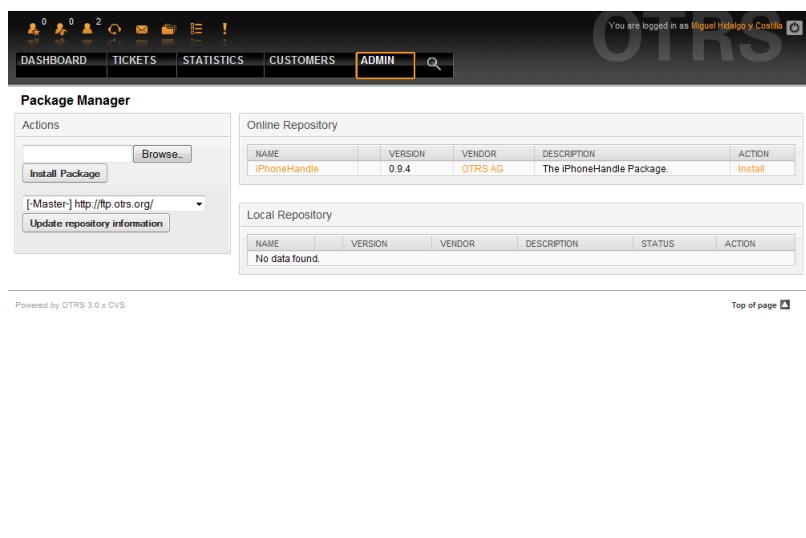 0 0 2
OTRS
You are logged in as Miguel Hidalgo y Costilla
DASHBOARD TICKETS STATISTICS CUSTOMERS ADMIN
Package Manager
Actions
Browse..
Install Package
[-Master-] http://ftp.otrs.org/
Update repository information
Online Repository
NAME VERSION VENDOR DESCRIPTION ACTION
iPhoneHandle 0.9.4 OTRS AG The iPhoneHandle Package. Install
Local Repository
NAME VERSION VENDOR DESCRIPTION STATUS ACTION
No data found.
Powered by OTRS 3.0.x CVS
Top of page